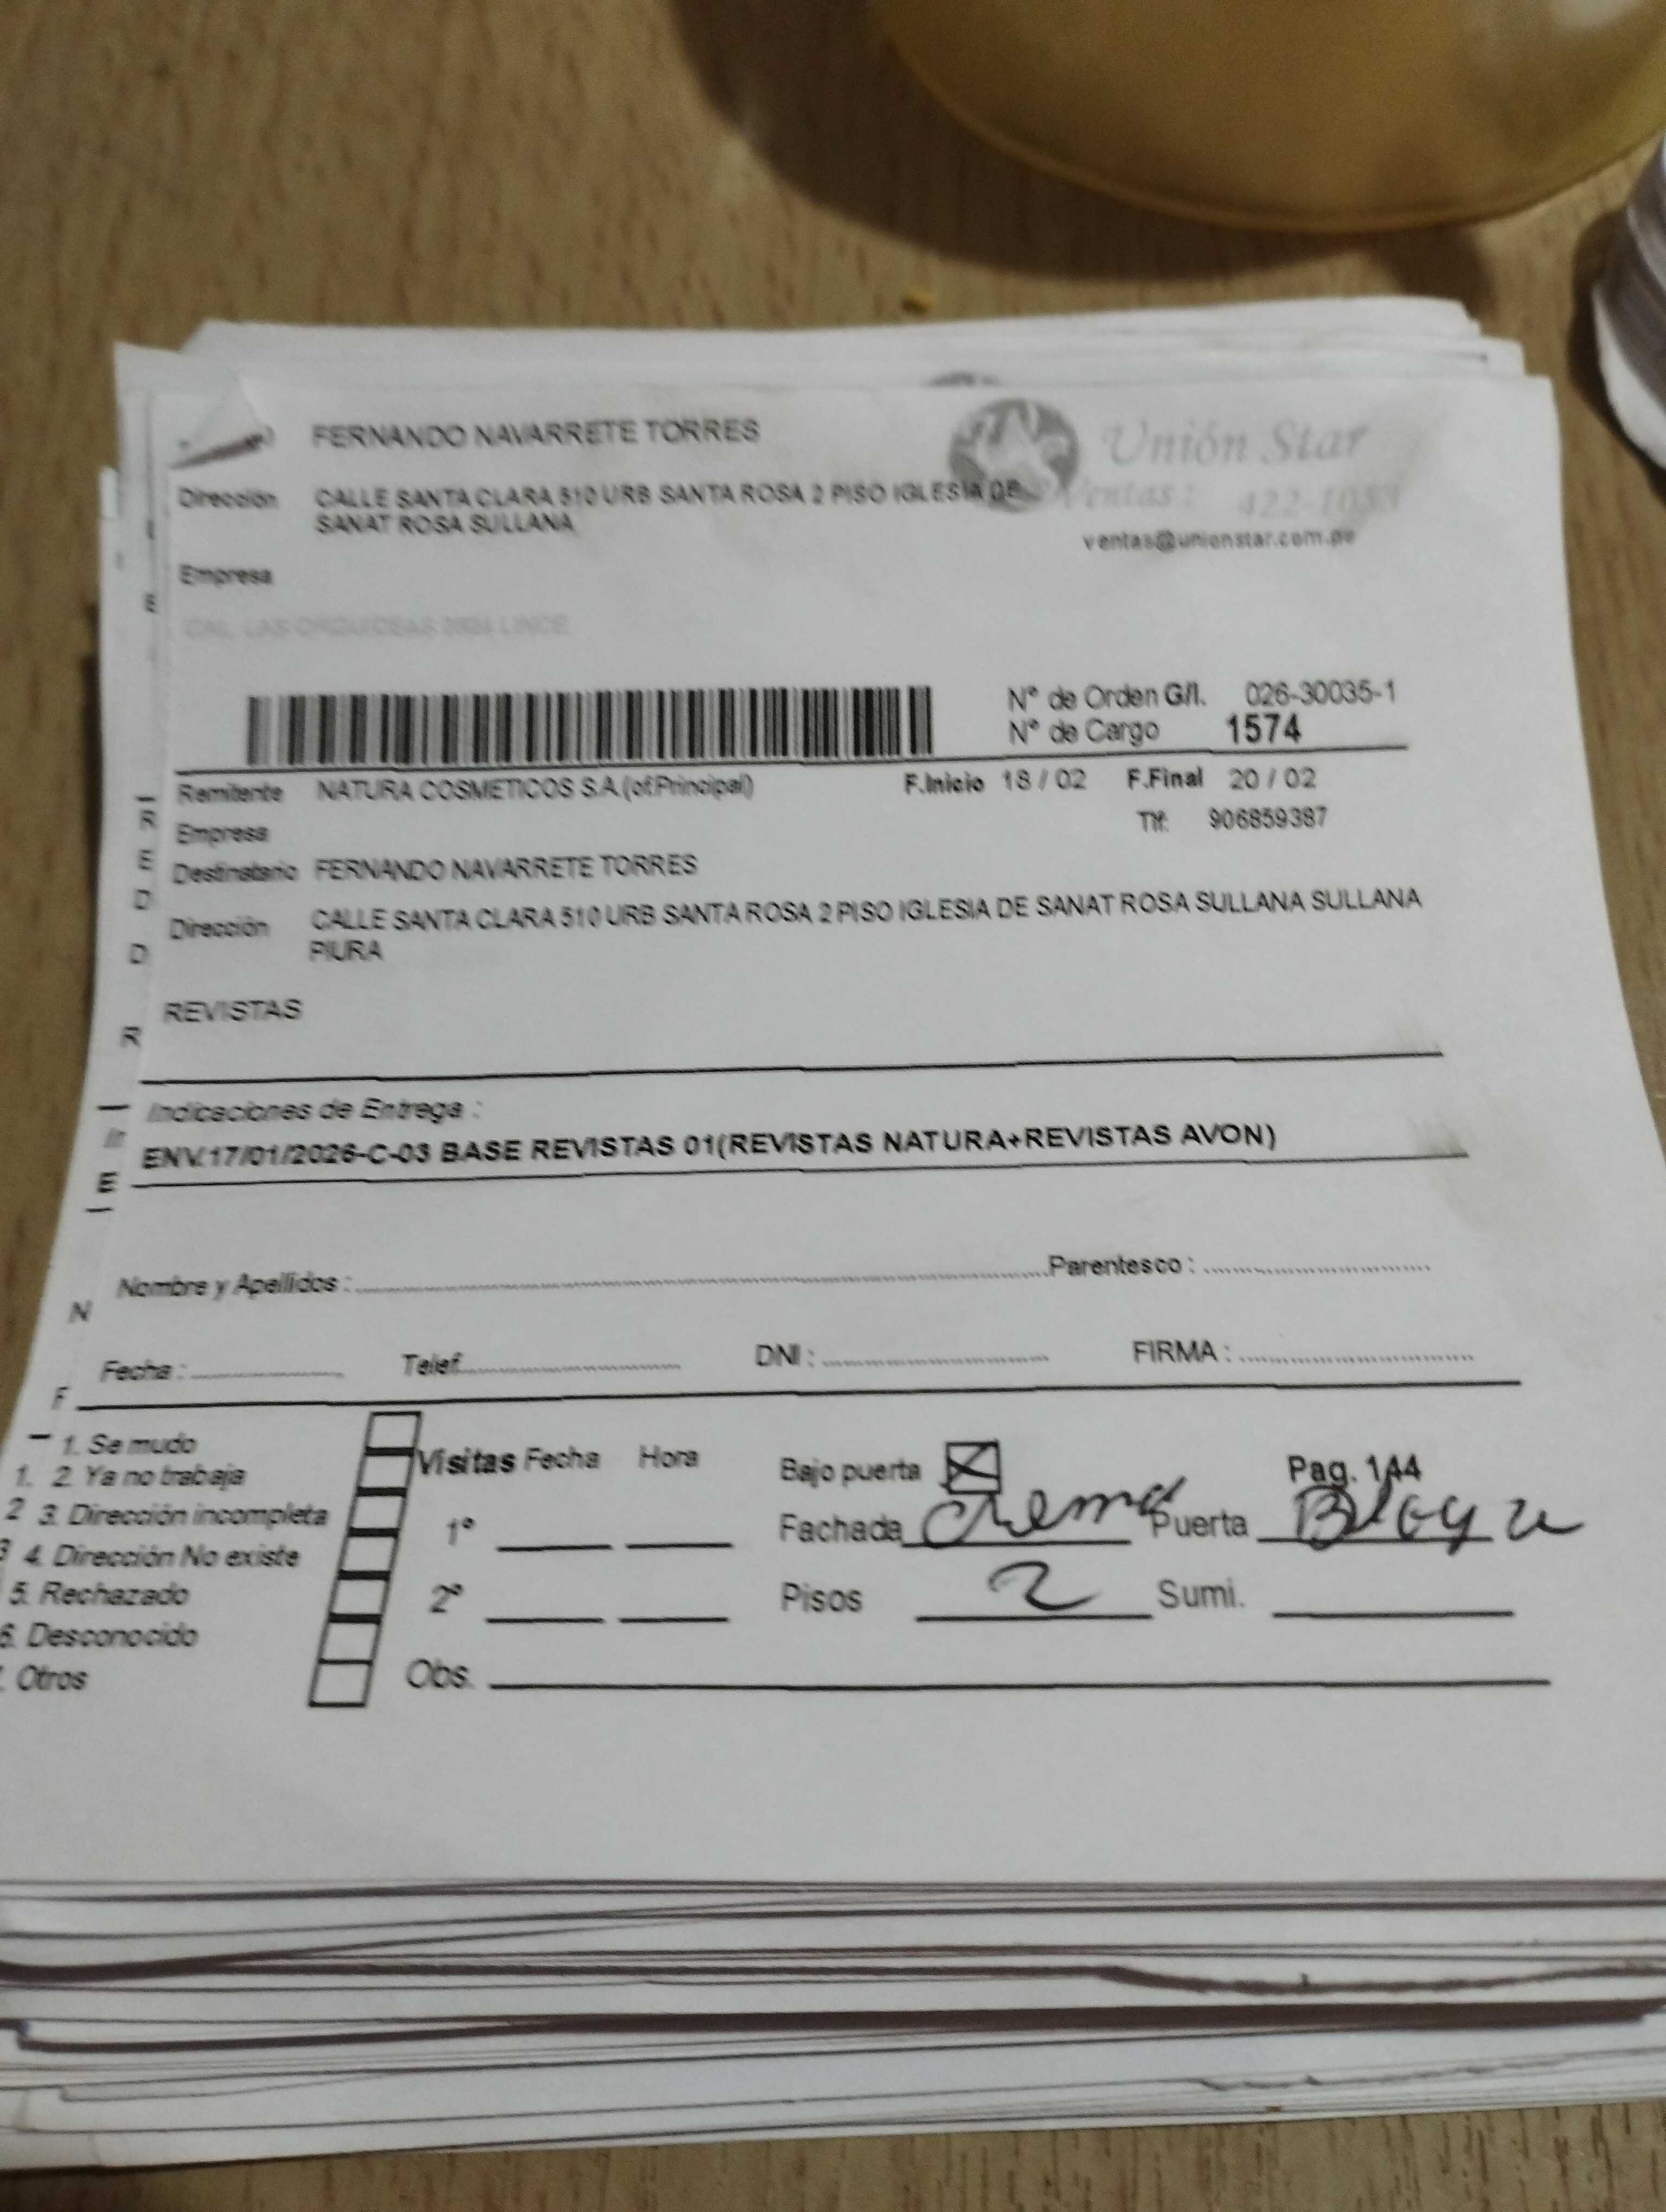 FERNANDO NAVARRETE TORRES
Unión Star
Dirección CALLE SANTA CLARA 510 URB SANTA ROSA 2 PISO IGLESIA DE
SANAT ROSA SULLANA
Ventas : 422-1053
ventas@unionstar.com.pe
Empresa
CAL. LAS ORQUIDEAS LINCE
N° de Orden G/I. 026-30035-1
N° de Cargo 1574
Remitente NATURA COSMETICOS S.A.(of.Principal) F.Inicio 18 / 02 F.Final 20 / 02
Empresa Tlf: 906859387
Destinatario FERNANDO NAVARRETE TORRES
Dirección CALLE SANTA CLARA 510 URB SANTA ROSA 2 PISO IGLESIA DE SANAT ROSA SULLANA SULLANA
PIURA
REVISTAS
Indicaciones de Entrega :
ENV.17/01/2026-C-03 BASE REVISTAS 01(REVISTAS NATURA+REVISTAS AVON)
Nombre y Apellidos : Parentesco :
Fecha : Telef. DNI : FIRMA :
1. Se mudo
2. Ya no trabaja
3. Dirección incompleta
4. Dirección No existe
5. Rechazado
6. Desconocido
. Otros
Visitas Fecha Hora
1°
2°
Obs.
Bajo puerta Pag. 144
Fachada crema Puerta
Pisos 2 Sumi.